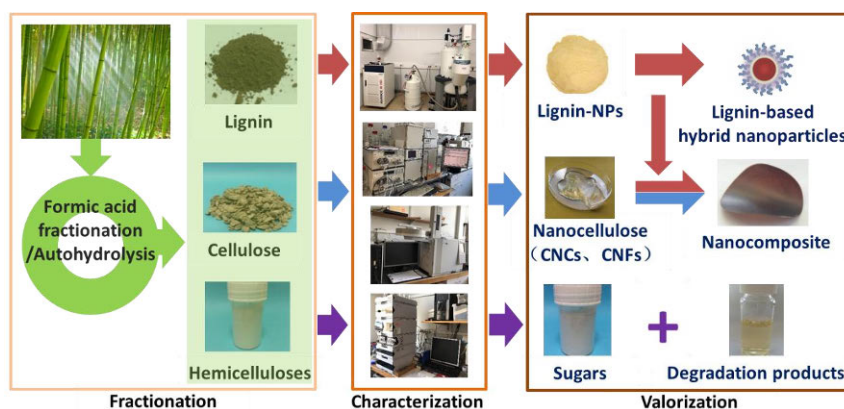 Formic acid
fractionation
/Autohydrolysis
Lignin
Cellulose
Hemicelluloses
Lignin-NPs
Lignin-based
hybrid nanoparticles
Nanocellulose
（CNCs、CNFs）
Nanocomposite
Sugars
Degradation products
Fractionation
Characterization
Valorization